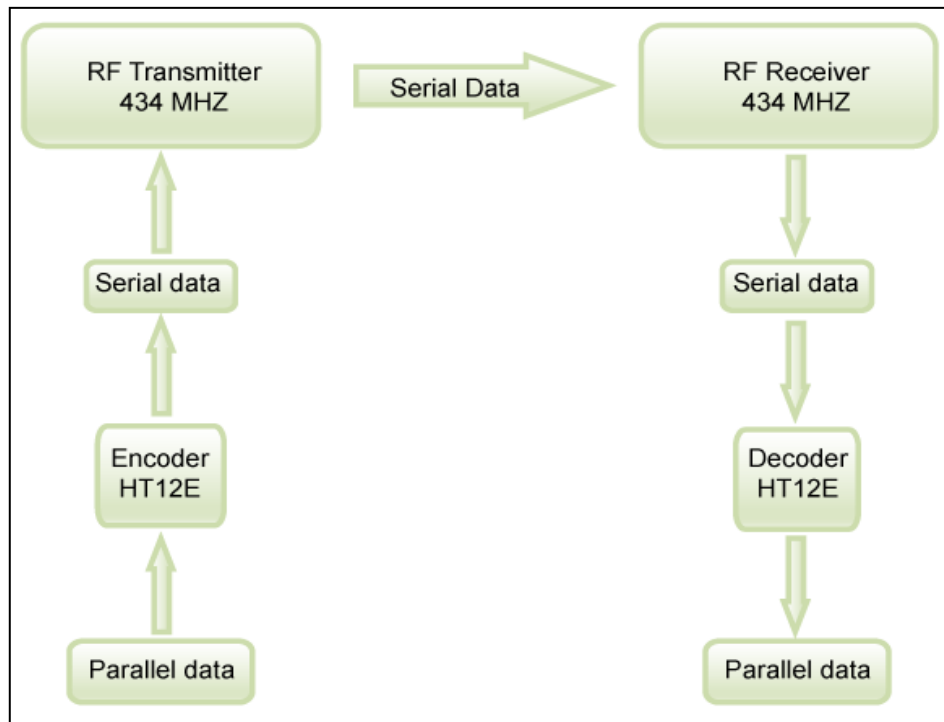 RF Transmitter
434 MHZ
Serial Data
RF Receiver
434 MHZ
Serial data
Serial data
Encoder
HT12E
Decoder
HT12E
Parallel data
Parallel data